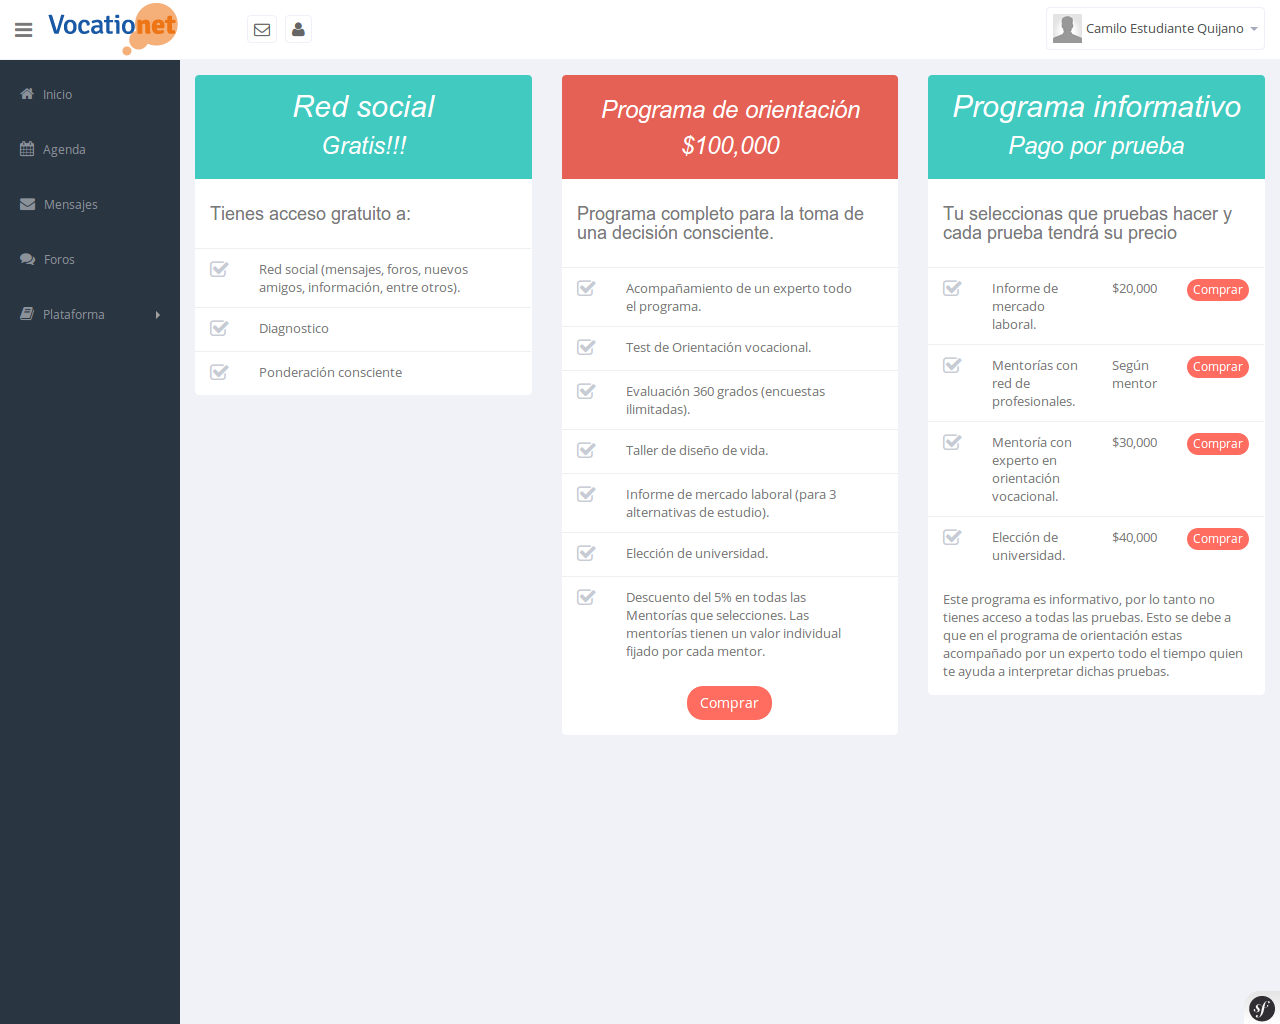 Vocationet
Camilo Estudiante Quijano
Inicio
Agenda
Mensajes
Foros
Plataforma
Red social
Gratis!!!
Tienes acceso gratuito a:
Red social (mensajes, foros, nuevos
amigos, información, entre otros).
Diagnostico
Ponderación consciente
Programa de orientación
$100,000
Programa completo para la toma de
una decisión consciente.
Acompañamiento de un experto todo
el programa.
Test de Orientación vocacional.
Evaluación 360 grados (encuestas
ilimitadas).
Taller de diseño de vida.
Informe de mercado laboral (para 3
alternativas de estudio).
Elección de universidad.
Descuento del 5% en todas las
Mentorías que selecciones. Las
mentorías tienen un valor individual
fijado por cada mentor.
Comprar
Programa informativo
Pago por prueba
Tu seleccionas que pruebas hacer y
cada prueba tendrá su precio
Informe de $20,000 Comprar
mercado
laboral.
Mentorías con Según Comprar
red de mentor
profesionales.
Mentoría con $30,000 Comprar
experto en
orientación
vocacional.
Elección de $40,000 Comprar
universidad.
Este programa es informativo, por lo tanto no
tienes acceso a todas las pruebas. Esto se debe a
que en el programa de orientación estas
acompañado por un experto todo el tiempo quien
te ayuda a interpretar dichas pruebas.
sf